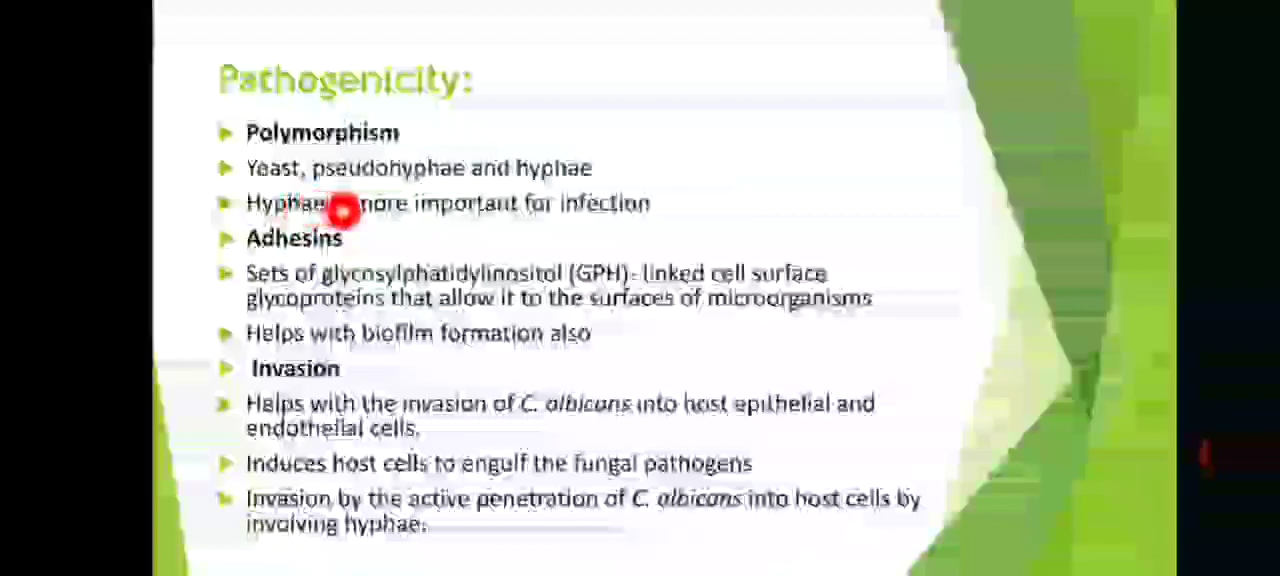 Pathogenicity:
Polymorphism
Yeast, pseudohyphae and hyphae
Hyphae more important for infection
Adhesins
Sets of glycosylphatidylinositol (GPH)- linked cell surface
glycoproteins that allow it to the surfaces of microorganisms
Helps with biofilm formation also
Invasion
Helps with the invasion of C. albicans into host epithelial and
endothelial cells.
Induces host cells to engulf the fungal pathogens
Invasion by the active penetration of C. albicans into host cells by
involving hyphae.